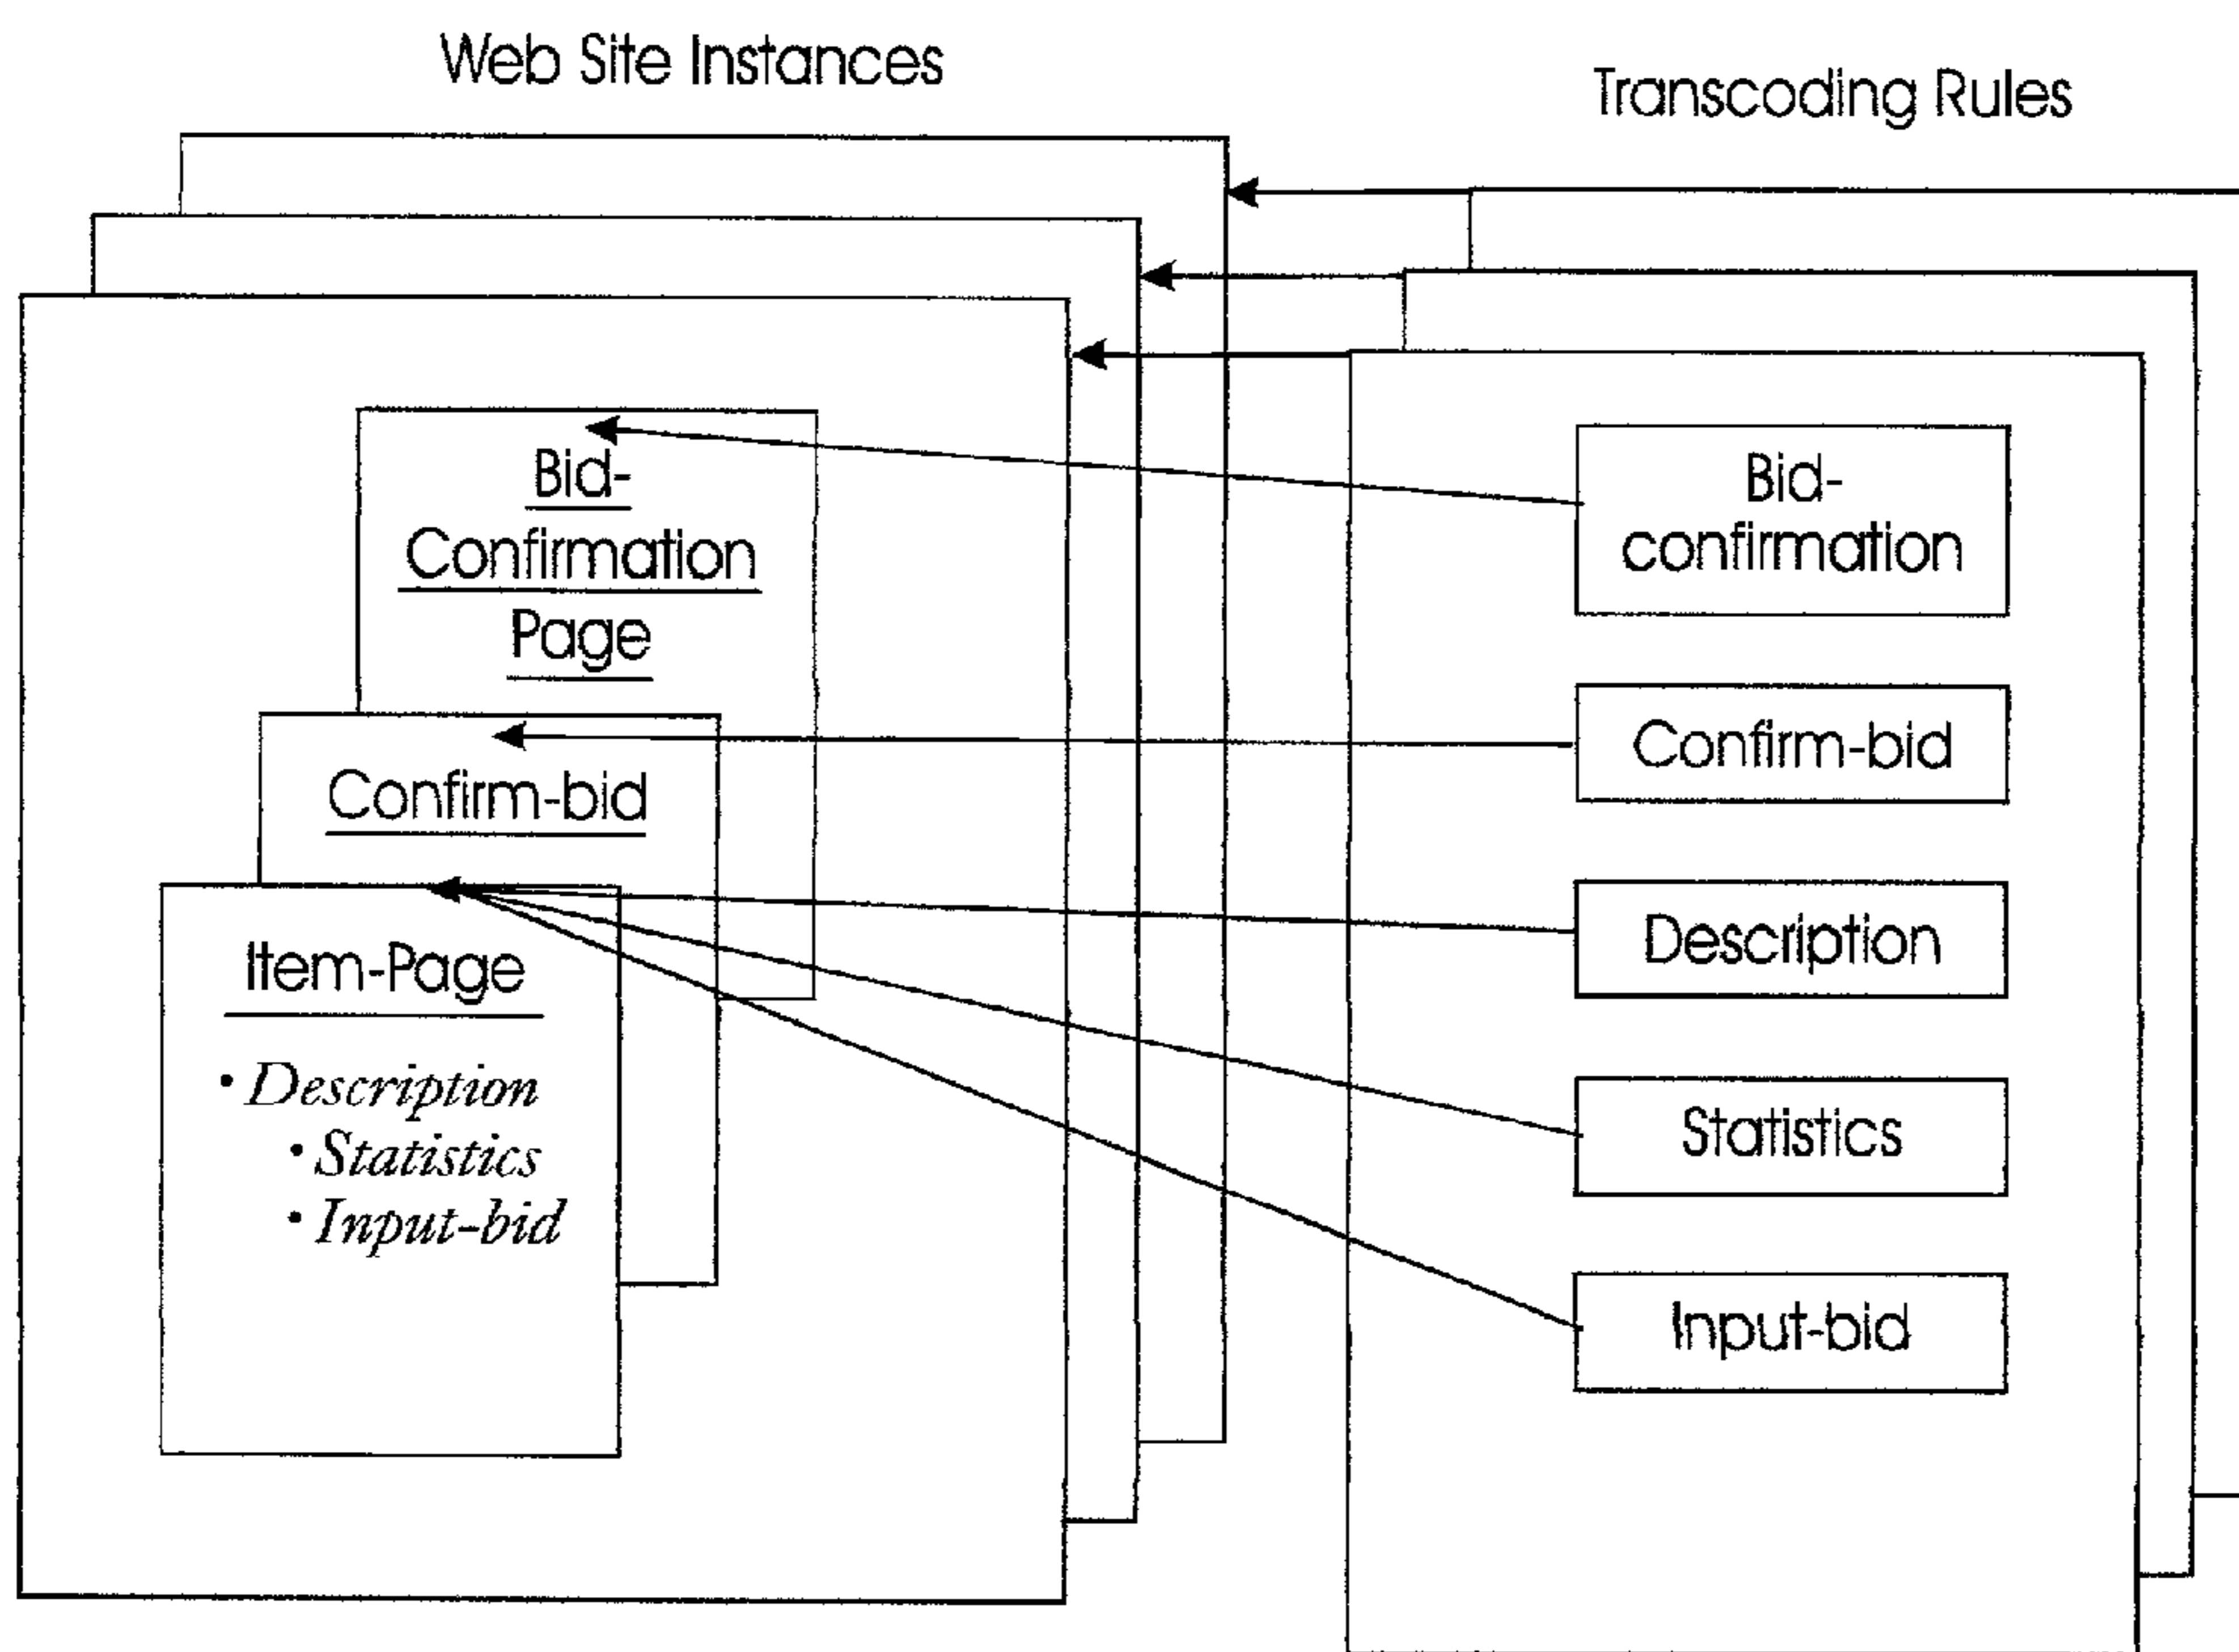 Web Site Instances
Transcoding Rules
Bid-
Confirmation
Page
Confirm-bid
Item-Page
• Description
• Statistics
• Input-bid
Bid-
confirmation
Confirm-bid
Description
Statistics
Input-bid